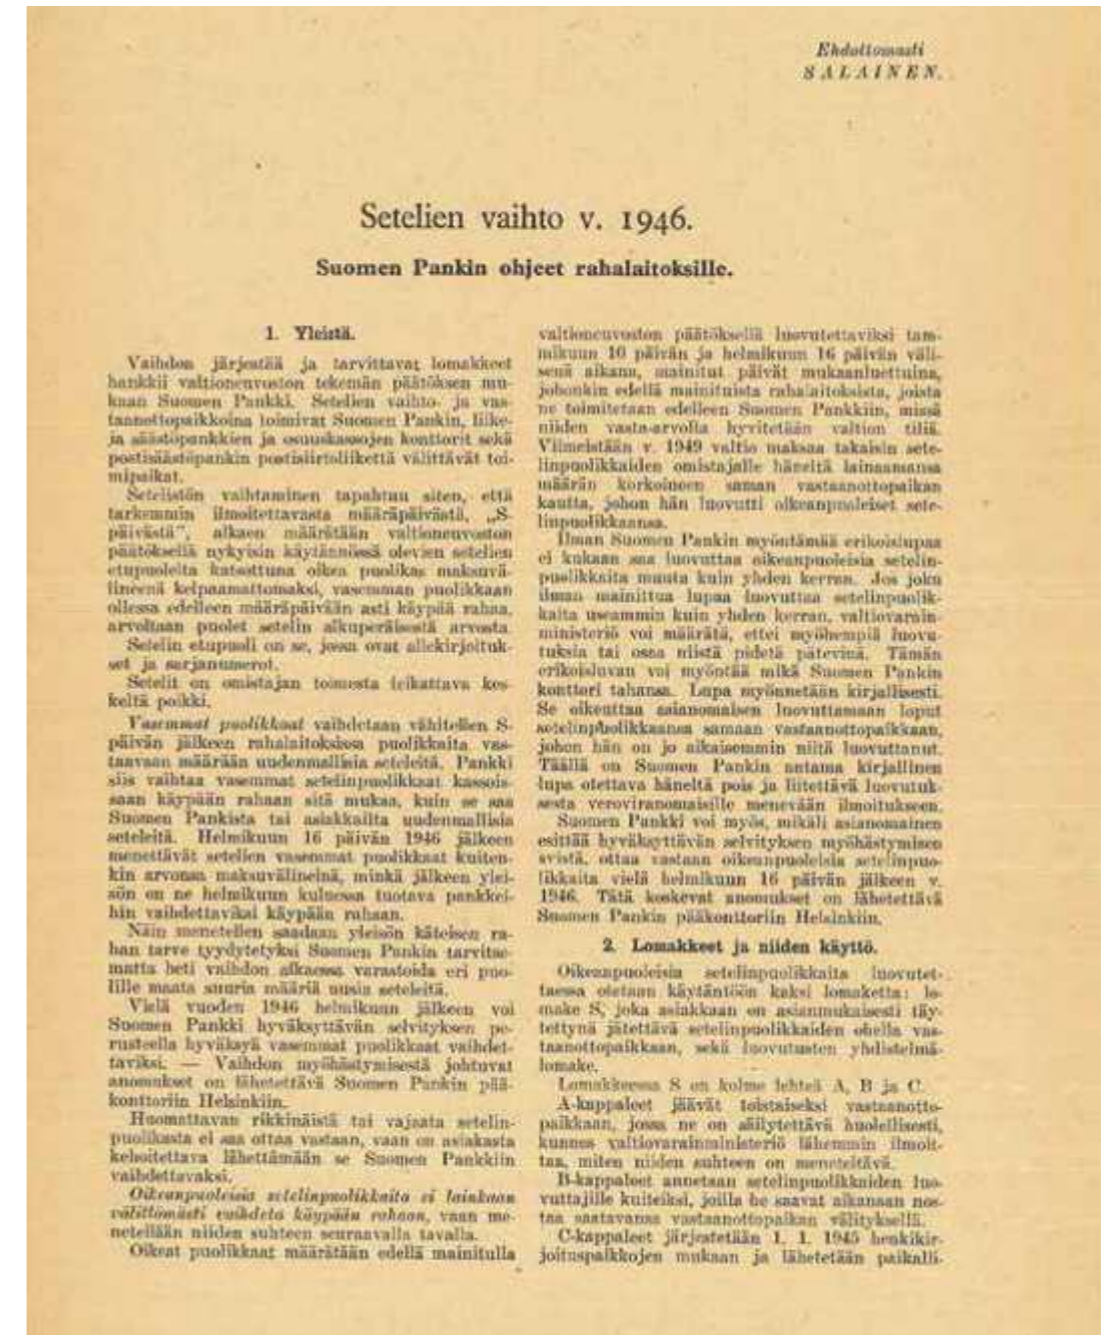 Ehdottomasti
SALAINEN.
Setelien vaihto v. 1946.
Suomen Pankin ohjeet rahalaitoksille.
1. Yleistä.
Vaihdon järjestää ja tarvittavat lomakkeet
hankkii valtioneuvoston tekemän päätöksen mu-
kaan Suomen Pankki. Setelien vaihto- ja vas-
taanottopaikkoina toimivat Suomen Pankin, liike-
ja säästöpankkien ja osuuskassojen konttorit sekä
postisäästöpankin postisiirtoliikettä välittävät toi-
mipaikat.
Setelistön vaihtaminen tapahtuu siten, että
tarkemmin ilmoitettavasta määräpäivästä, „S-
päivästä”, alkaen määrätään valtioneuvoston
päätöksellä nykyisin käytännössä olevien setelien
etupuolelta katsottuna oikea puolikas maksuvä-
lineenä kelpaamattomaksi, vasemman puolikkaan
ollessa edelleen määräpäivään asti käypää rahaa,
arvoltaan puolet setelin alkuperäisestä arvosta.
Setelin etupuoli on se, jossa ovat allekirjoituk-
set ja sarjanumerot.
Setelit on omistajan toimesta leikattava kes-
keltä poikki.
Vasemmat puolikkaat vaihdetaan vähitellen S-
päivän jälkeen rahalaitoksissa puolikkaita vas-
taavaan määrään uudenmallisia seteleitä. Pankki
siis vaihtaa vasemmat setelinpuolikkaat kassois-
saan käypään rahaan sitä mukaa, kuin se saa
Suomen Pankista tai asiakkailta uudenmallisia
seteleitä. Helmikuun 16 päivän 1946 jälkeen
menettävät setelien vasemmat puolikkaat kuiten-
kin arvonsa maksuvälineinä, minkä jälkeen ylei-
sön on ne helmikuun kuluessa tuotava pankkei-
hin vaihdettaviksi käypään rahaan.
Näin menetellen saadaan yleisön käteisen ra-
han tarve tyydytetyksi Suomen Pankin tarvitse-
matta heti vaihdon alkaessa varastoida eri puo-
lille maata suuria määriä uusia seteleitä.
Vielä vuoden 1946 helmikuun jälkeen voi
Suomen Pankki hyväksyttävän selvityksen pe-
rusteella hyväksyä vasemmat puolikkaat vaihdet-
taviksi. — Vaihdon myöhästymisestä johtuvat
anomukset on lähetettävä Suomen Pankin pää-
konttoriin Helsinkiin.
Huomattavan rikkinäistä tai vajaata setelin-
puolikasta ei saa ottaa vastaan, vaan on asiakasta
kehoitettava lähettämään se Suomen Pankkiin
vaihdettavaksi.
Oikeanpuoleisia setelinpuolikkaita ei lainkaan
välittömästi vaihdeta käypään rahaan, vaan me-
netellään niiden suhteen seuraavalla tavalla.
Oikeat puolikkaat määrätään edellä mainitulla
valtioneuvoston päätöksellä luovutettaviksi tam-
mikuun 10 päivän ja helmikuun 16 päivän väli-
senä aikana, mainitut päivät mukaanluettuina,
johonkin edellä mainituista rahalaitoksista, joista
ne toimitetaan edelleen Suomen Pankkiin, missä
niiden vasta-arvolla hyvitetään valtion tiliä.
Viimeistään v. 1949 valtio maksaa takaisin sete-
linpuolikkaiden omistajalle häneltä lainaamansa
määrän korkoineen saman vastaanottopaikan
kautta, johon hän luovutti oikeanpuoleiset sete-
linpuolikkaansa.
Ilman Suomen Pankin myöntämää erikoislupaa
ei kukaan saa luovuttaa oikeanpuoleisia setelin-
puolikkaita muuta kuin yhden kerran. Jos joku
ilman mainittua lupaa luovuttaa setelinpuolik-
kaita useammin kuin yhden kerran, valtiovarain-
ministeriö voi määrätä, ettei myöhempiä luovu-
tuksia tai osaa niistä pidetä pätevinä. Tämän
erikoisluvan voi myöntää mikä Suomen Pankin
konttori tahansa. Lupa myönnetään kirjallisesti.
Se oikeuttaa asianomaisen luovuttamaan loput
setelinpuolikkaansa samaan vastaanottopaikkaan,
johon hän on jo aikaisemmin niitä luovuttanut.
Täällä on Suomen Pankin antama kirjallinen
lupa otettava häneltä pois ja liitettävä luovutuk-
sesta veroviranomaisille menevään ilmoitukseen.
Suomen Pankki voi myös, mikäli asianomainen
esittää hyväksyttävän selvityksen myöhästymisen
syistä, ottaa vastaan oikeanpuoleisia setelinpuo-
likkaita vielä helmikuun 16 päivän jälkeen v.
1946. Tätä koskevat anomukset on lähetettävä
Suomen Pankin pääkonttoriin Helsinkiin.
2. Lomakkeet ja niiden käyttö.
Oikeanpuoleisia setelinpuolikkaita luovutet-
taessa otetaan käytäntöön kaksi lomaketta: lo-
make S, joka asiakkaan on asianmukaisesti täy-
tettynä jätettävä setelinpuolikkaiden ohella vas-
taanottopaikkaan, sekä luovutusten yhdistelmä-
lomake.
Lomakkeessa S on kolme lehteä A, B ja C.
A-kappaleet jäävät toistaiseksi vastaanotto-
paikkaan, jossa ne on säilytettävä huolellisesti,
kunnes valtiovarainministeriö lähemmin ilmoit-
taa, miten niiden suhteen on meneteltävä.
B-kappaleet annetaan setelinpuolikkaiden luo-
vuttajille kuiteiksi, joilla he saavat aikanaan nos-
taa saatavansa vastaanottopaikan välityksellä.
C-kappaleet järjestetään 1. 1. 1945 henkikir-
joituspaikkojen mukaan ja lähetetään paikalli-